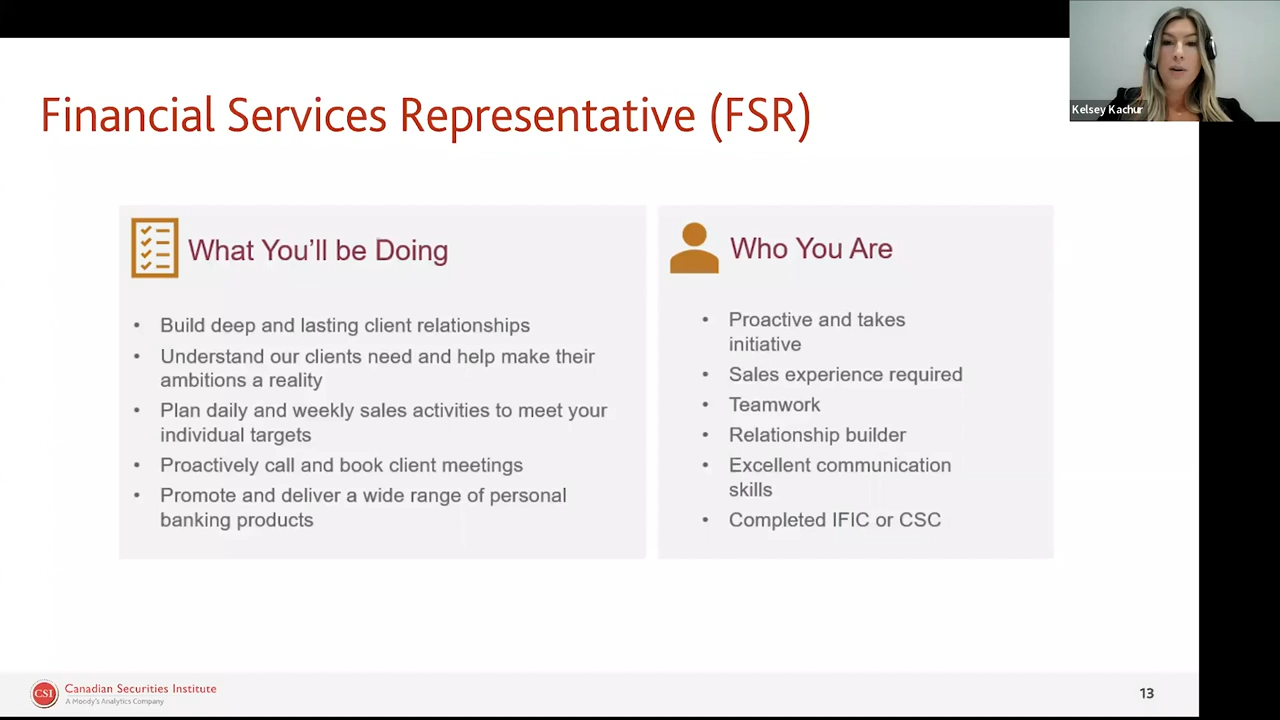 Kelsey Kachur
Financial Services Representative (FSR)
What You'll be Doing
• Build deep and lasting client relationships
• Understand our clients need and help make their
ambitions a reality
• Plan daily and weekly sales activities to meet your
individual targets
• Proactively call and book client meetings
• Promote and deliver a wide range of personal
banking products
Who You Are
• Proactive and takes
initiative
• Sales experience required
• Teamwork
• Relationship builder
• Excellent communication
skills
• Completed IFIC or CSC
CSI
Canadian Securities Institute
A Moody's Analytics Company
13